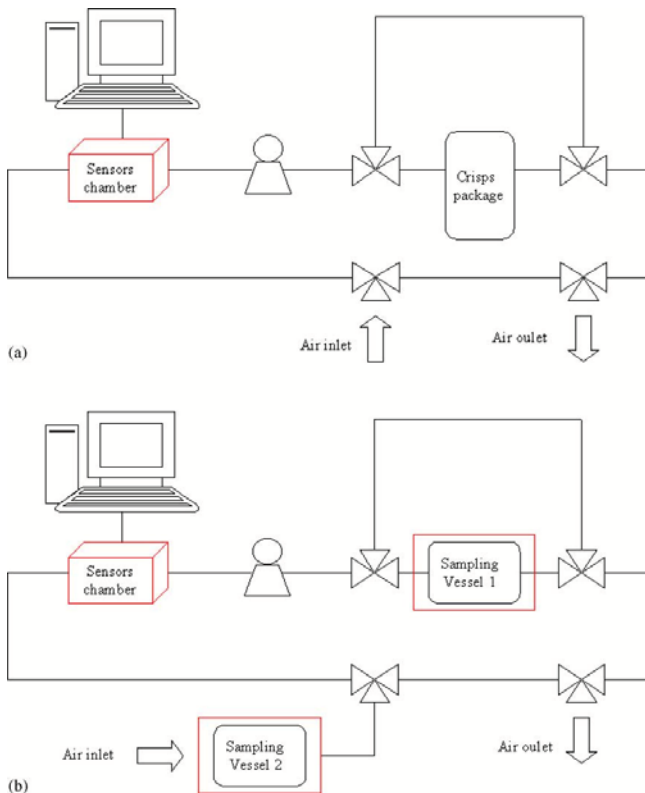 Sensors
chamber
Crisps
package
Air inlet
Air oulet
(a)
Sensors
chamber
Sampling
Vessel 1
Air inlet
Sampling
Vessel 2
Air oulet
(b)